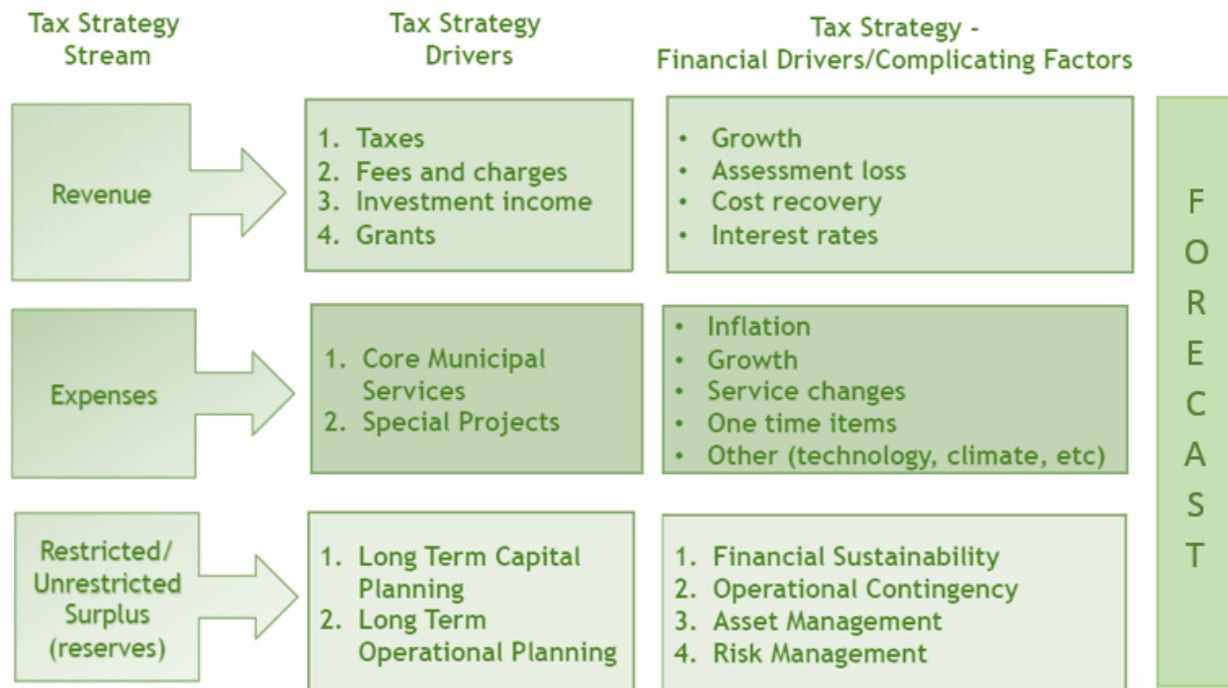 Tax Strategy
Stream
Tax Strategy
Drivers
Tax Strategy -
Financial Drivers/Complicating Factors
Revenue
1. Taxes
2. Fees and charges
3. Investment income
4. Grants
• Growth
• Assessment loss
• Cost recovery
• Interest rates
Expenses
1. Core Municipal
Services
2. Special Projects
• Inflation
• Growth
• Service changes
• One time items
• Other (technology, climate, etc)
Restricted/
Unrestricted
Surplus
(reserves)
1. Long Term Capital
Planning
2. Long Term
Operational Planning
1. Financial Sustainability
2. Operational Contingency
3. Asset Management
4. Risk Management
F
O
R
E
C
A
S
T